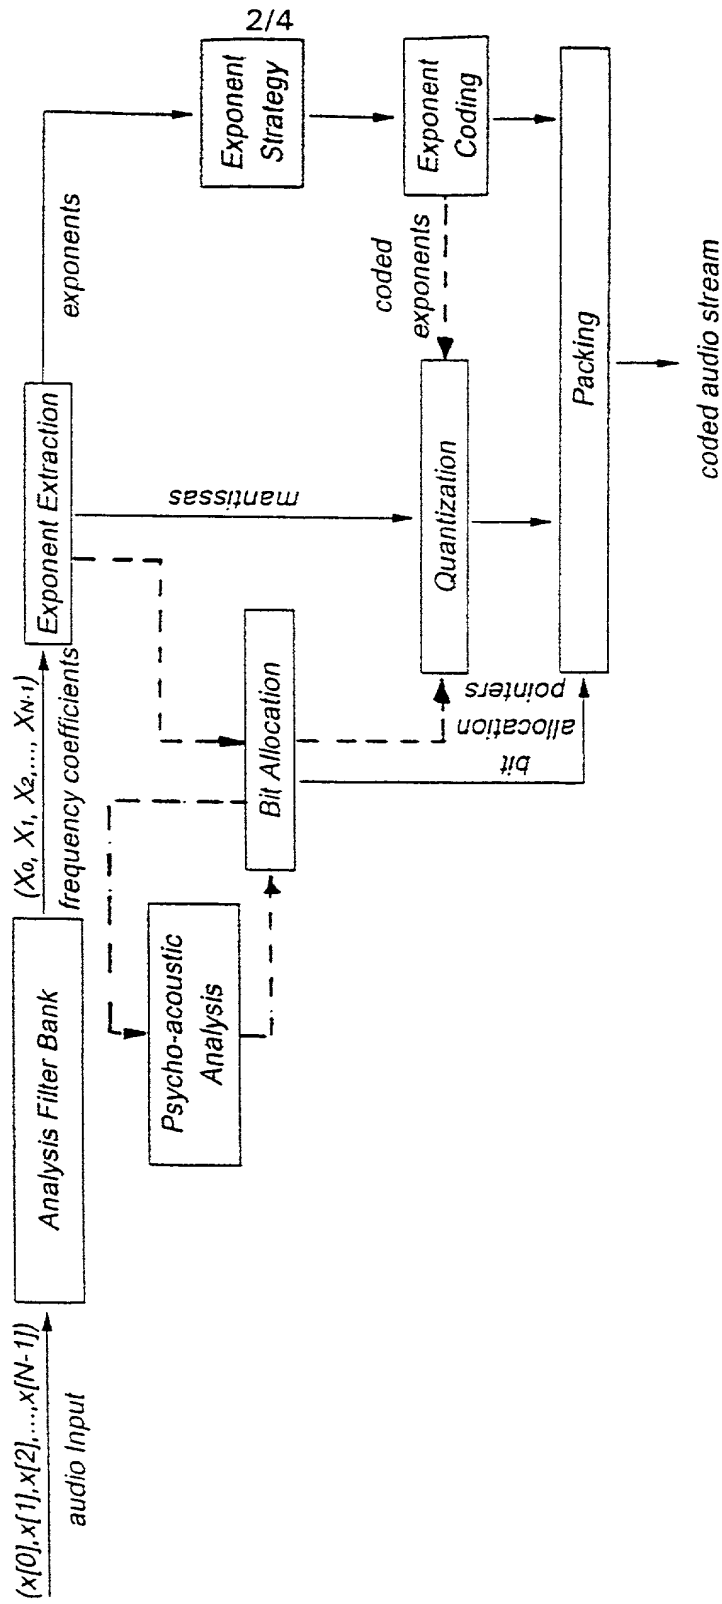 2/4
(x[0],x[1],x[2],...,x[N-1])
audio Input
Analysis Filter Bank
(X0, X1, X2,..., XN-1)
frequency coefficients
Exponent Extraction
exponents
Exponent
Strategy
Exponent
Coding
coded
exponents
mantissas
Psycho-acoustic
Analysis
Bit Allocation
bit
allocation
pointers
Quantization
Packing
coded audio stream